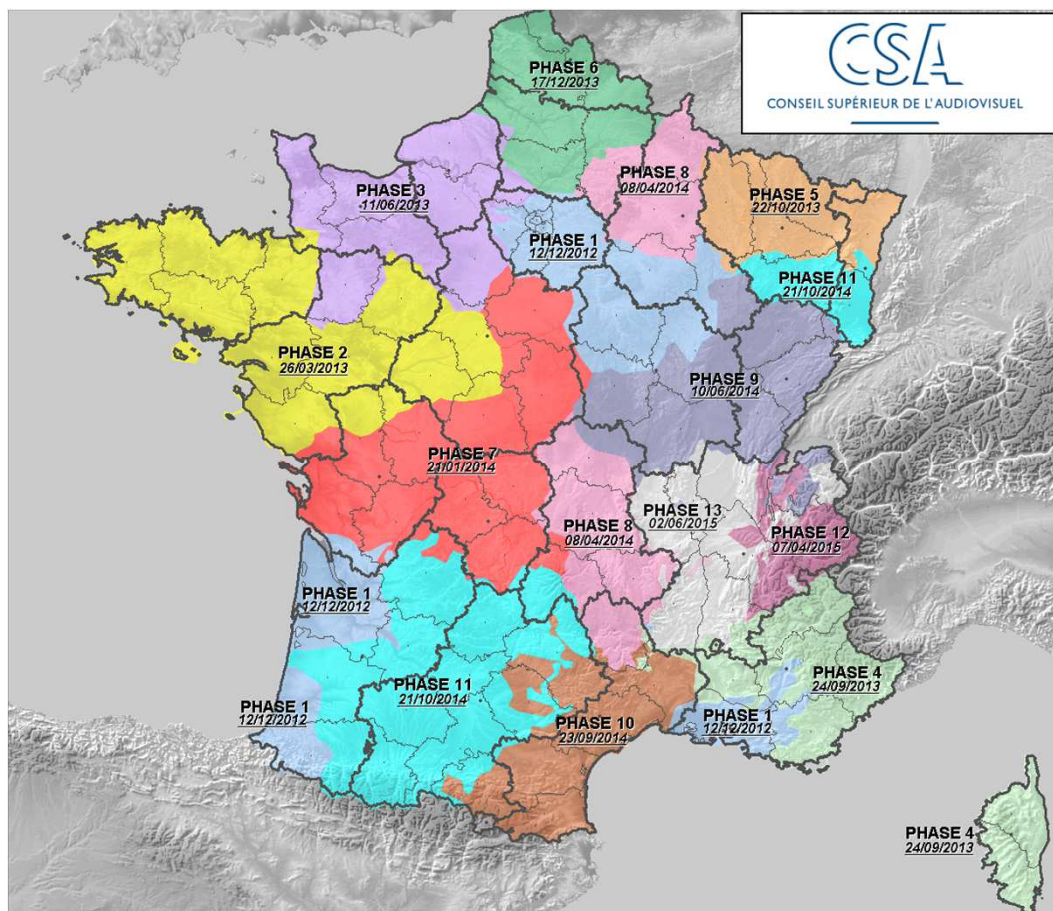 CSA
CONSEIL SUPÉRIEUR DE L'AUDIOVISUEL
PHASE 6
17/12/2013
PHASE 8
08/04/2014
PHASE 3
11/06/2013
PHASE 5
22/10/2013
PHASE 1
12/12/2012
PHASE 11
21/10/2014
PHASE 2
26/03/2013
PHASE 9
10/06/2014
PHASE 7
21/01/2014
PHASE 13
02/06/2015
PHASE 8
08/04/2014
PHASE 12
07/04/2015
PHASE 1
12/12/2012
PHASE 4
24/09/2013
PHASE 11
21/10/2014
PHASE 1
12/12/2012
PHASE 10
23/09/2014
PHASE 1
12/12/2012
PHASE 4
24/09/2013